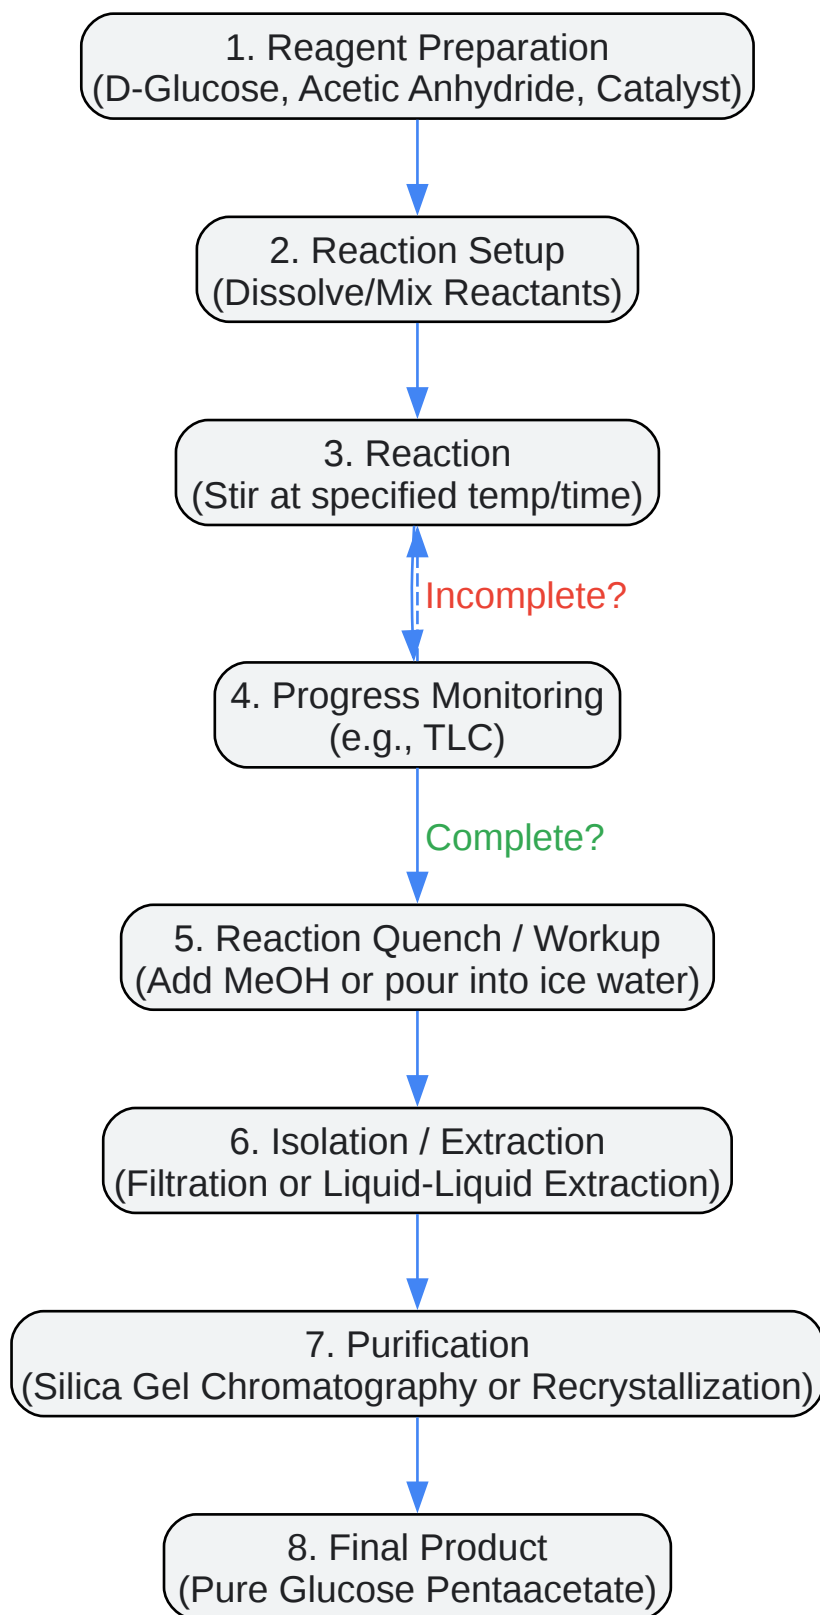 1. Reagent Preparation
(D-Glucose, Acetic Anhydride, Catalyst)
2. Reaction Setup
(Dissolve/Mix Reactants)
3. Reaction
(Stir at specified temp/time)
Incomplete?
4. Progress Monitoring
(e.g., TLC)
Complete?
5. Reaction Quench / Workup
(Add MeOH or pour into ice water)
6. Isolation / Extraction
(Filtration or Liquid-Liquid Extraction)
7. Purification
(Silica Gel Chromatography or Recrystallization)
8. Final Product
(Pure Glucose Pentaacetate)